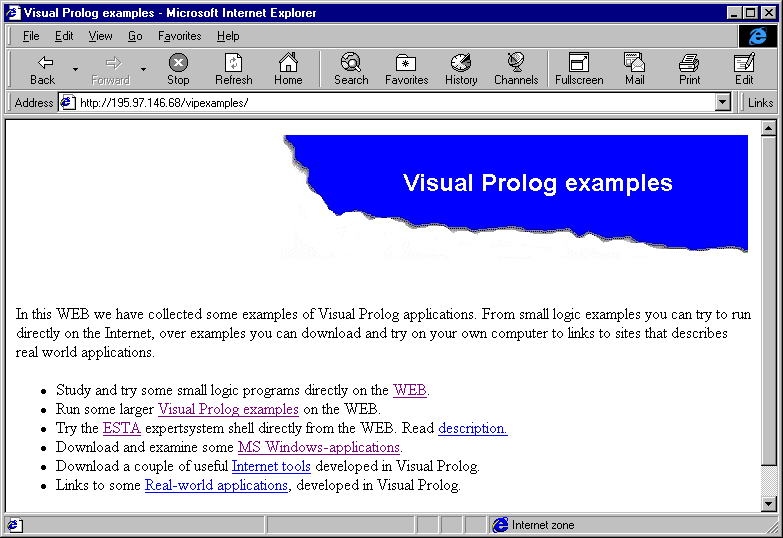 Visual Prolog examples - Microsoft Internet Explorer
File Edit View Go Favorites Help
Back Forward Stop Refresh Home Search Favorites History Channels Fullscreen Mail Print Edit
Address http://195.97.146.68/vipexamples/ Links
Visual Prolog examples
In this WEB we have collected some examples of Visual Prolog applications. From small logic examples you can try to run
directly on the Internet, over examples you can download and try on your own computer to links to sites that describes
real world applications.
• Study and try some small logic programs directly on the WEB.
• Run some larger Visual Prolog examples on the WEB.
• Try the ESTA expertsystem shell directly from the WEB. Read description.
• Download and examine some MS Windows-applications.
• Download a couple of useful Internet tools developed in Visual Prolog.
• Links to some Real-world applications, developed in Visual Prolog.
Internet zone